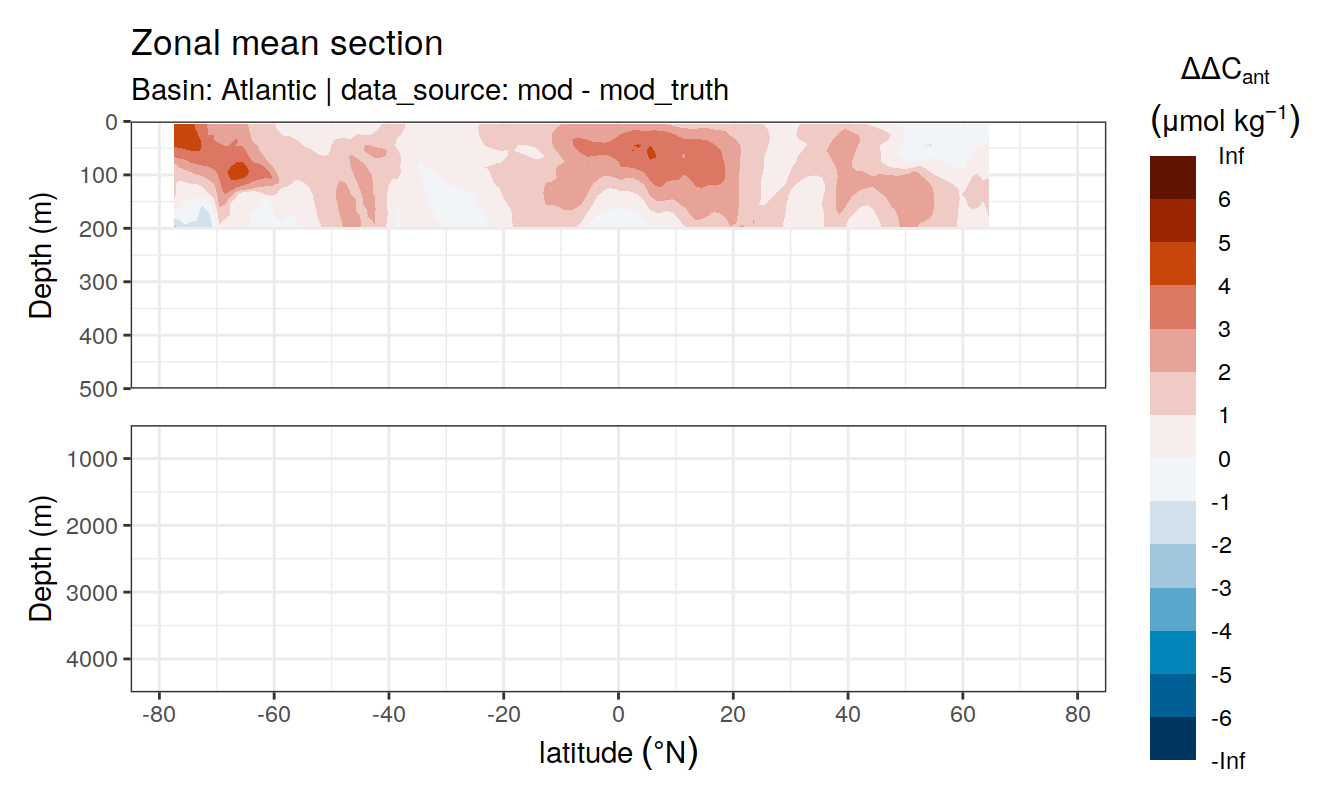 Zonal mean section
Basin: Atlantic | data_source: mod - mod_truth
ΔΔCant
(μmol kg−1)
Depth (m)
0
100
200
300
400
500
Depth (m)
1000
2000
3000
4000
-80 -60 -40 -20 0 20 40 60 80
latitude (°N)
Inf
6
5
4
3
2
1
0
-1
-2
-3
-4
-5
-6
-Inf